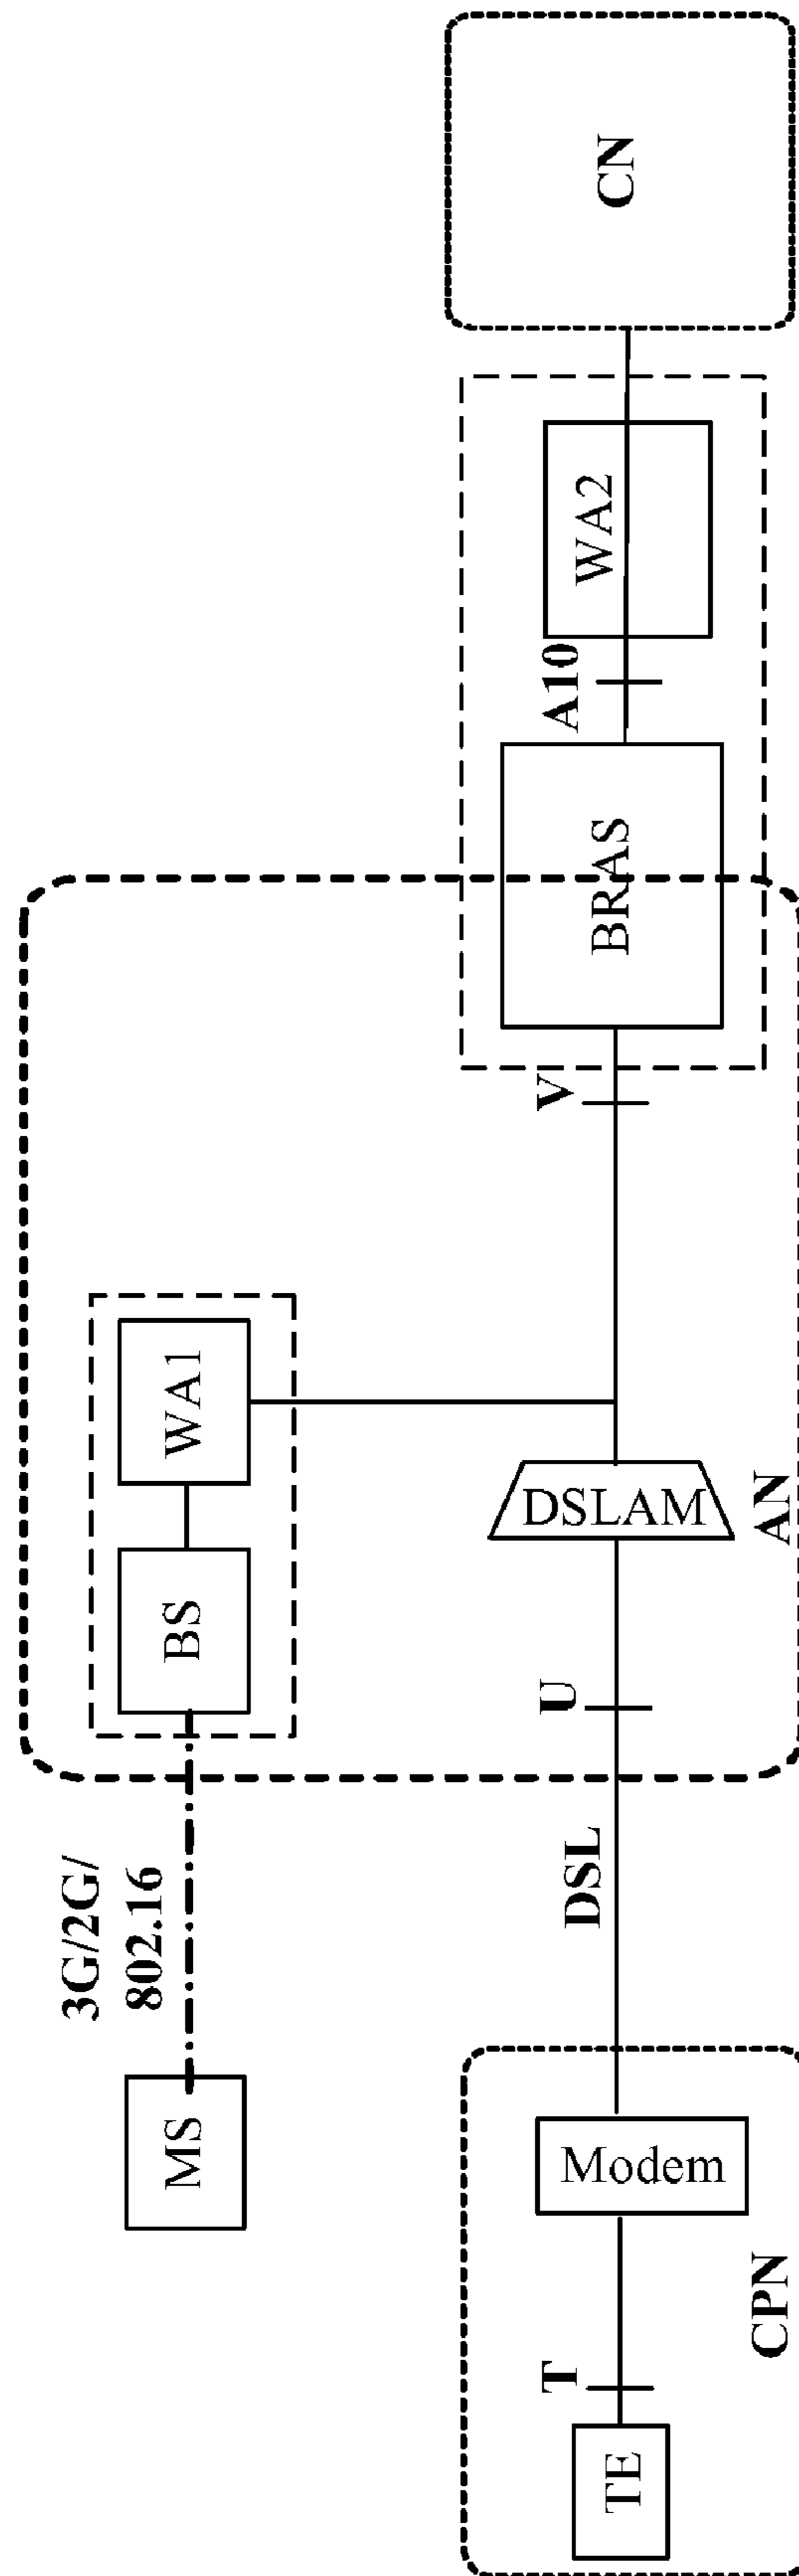 3G/2G/
802.16
MS
BS
WA1
TE
T
Modem
CPN
DSL
U
DSLAM
AN
V
BRAS
A10
WA2
CN